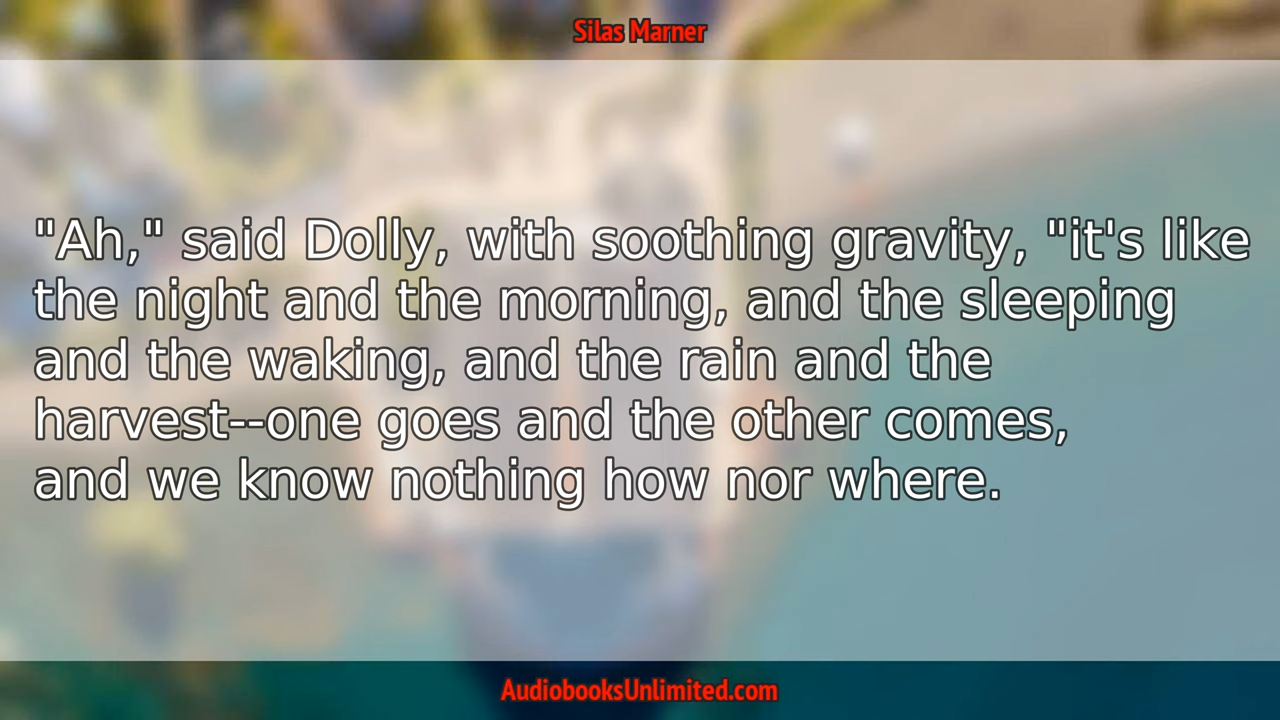 Silas Marner
"Ah," said Dolly, with soothing gravity, "it's like
the night and the morning, and the sleeping
and the waking, and the rain and the
harvest--one goes and the other comes,
and we know nothing how nor where.
AudiobooksUnlimited.com